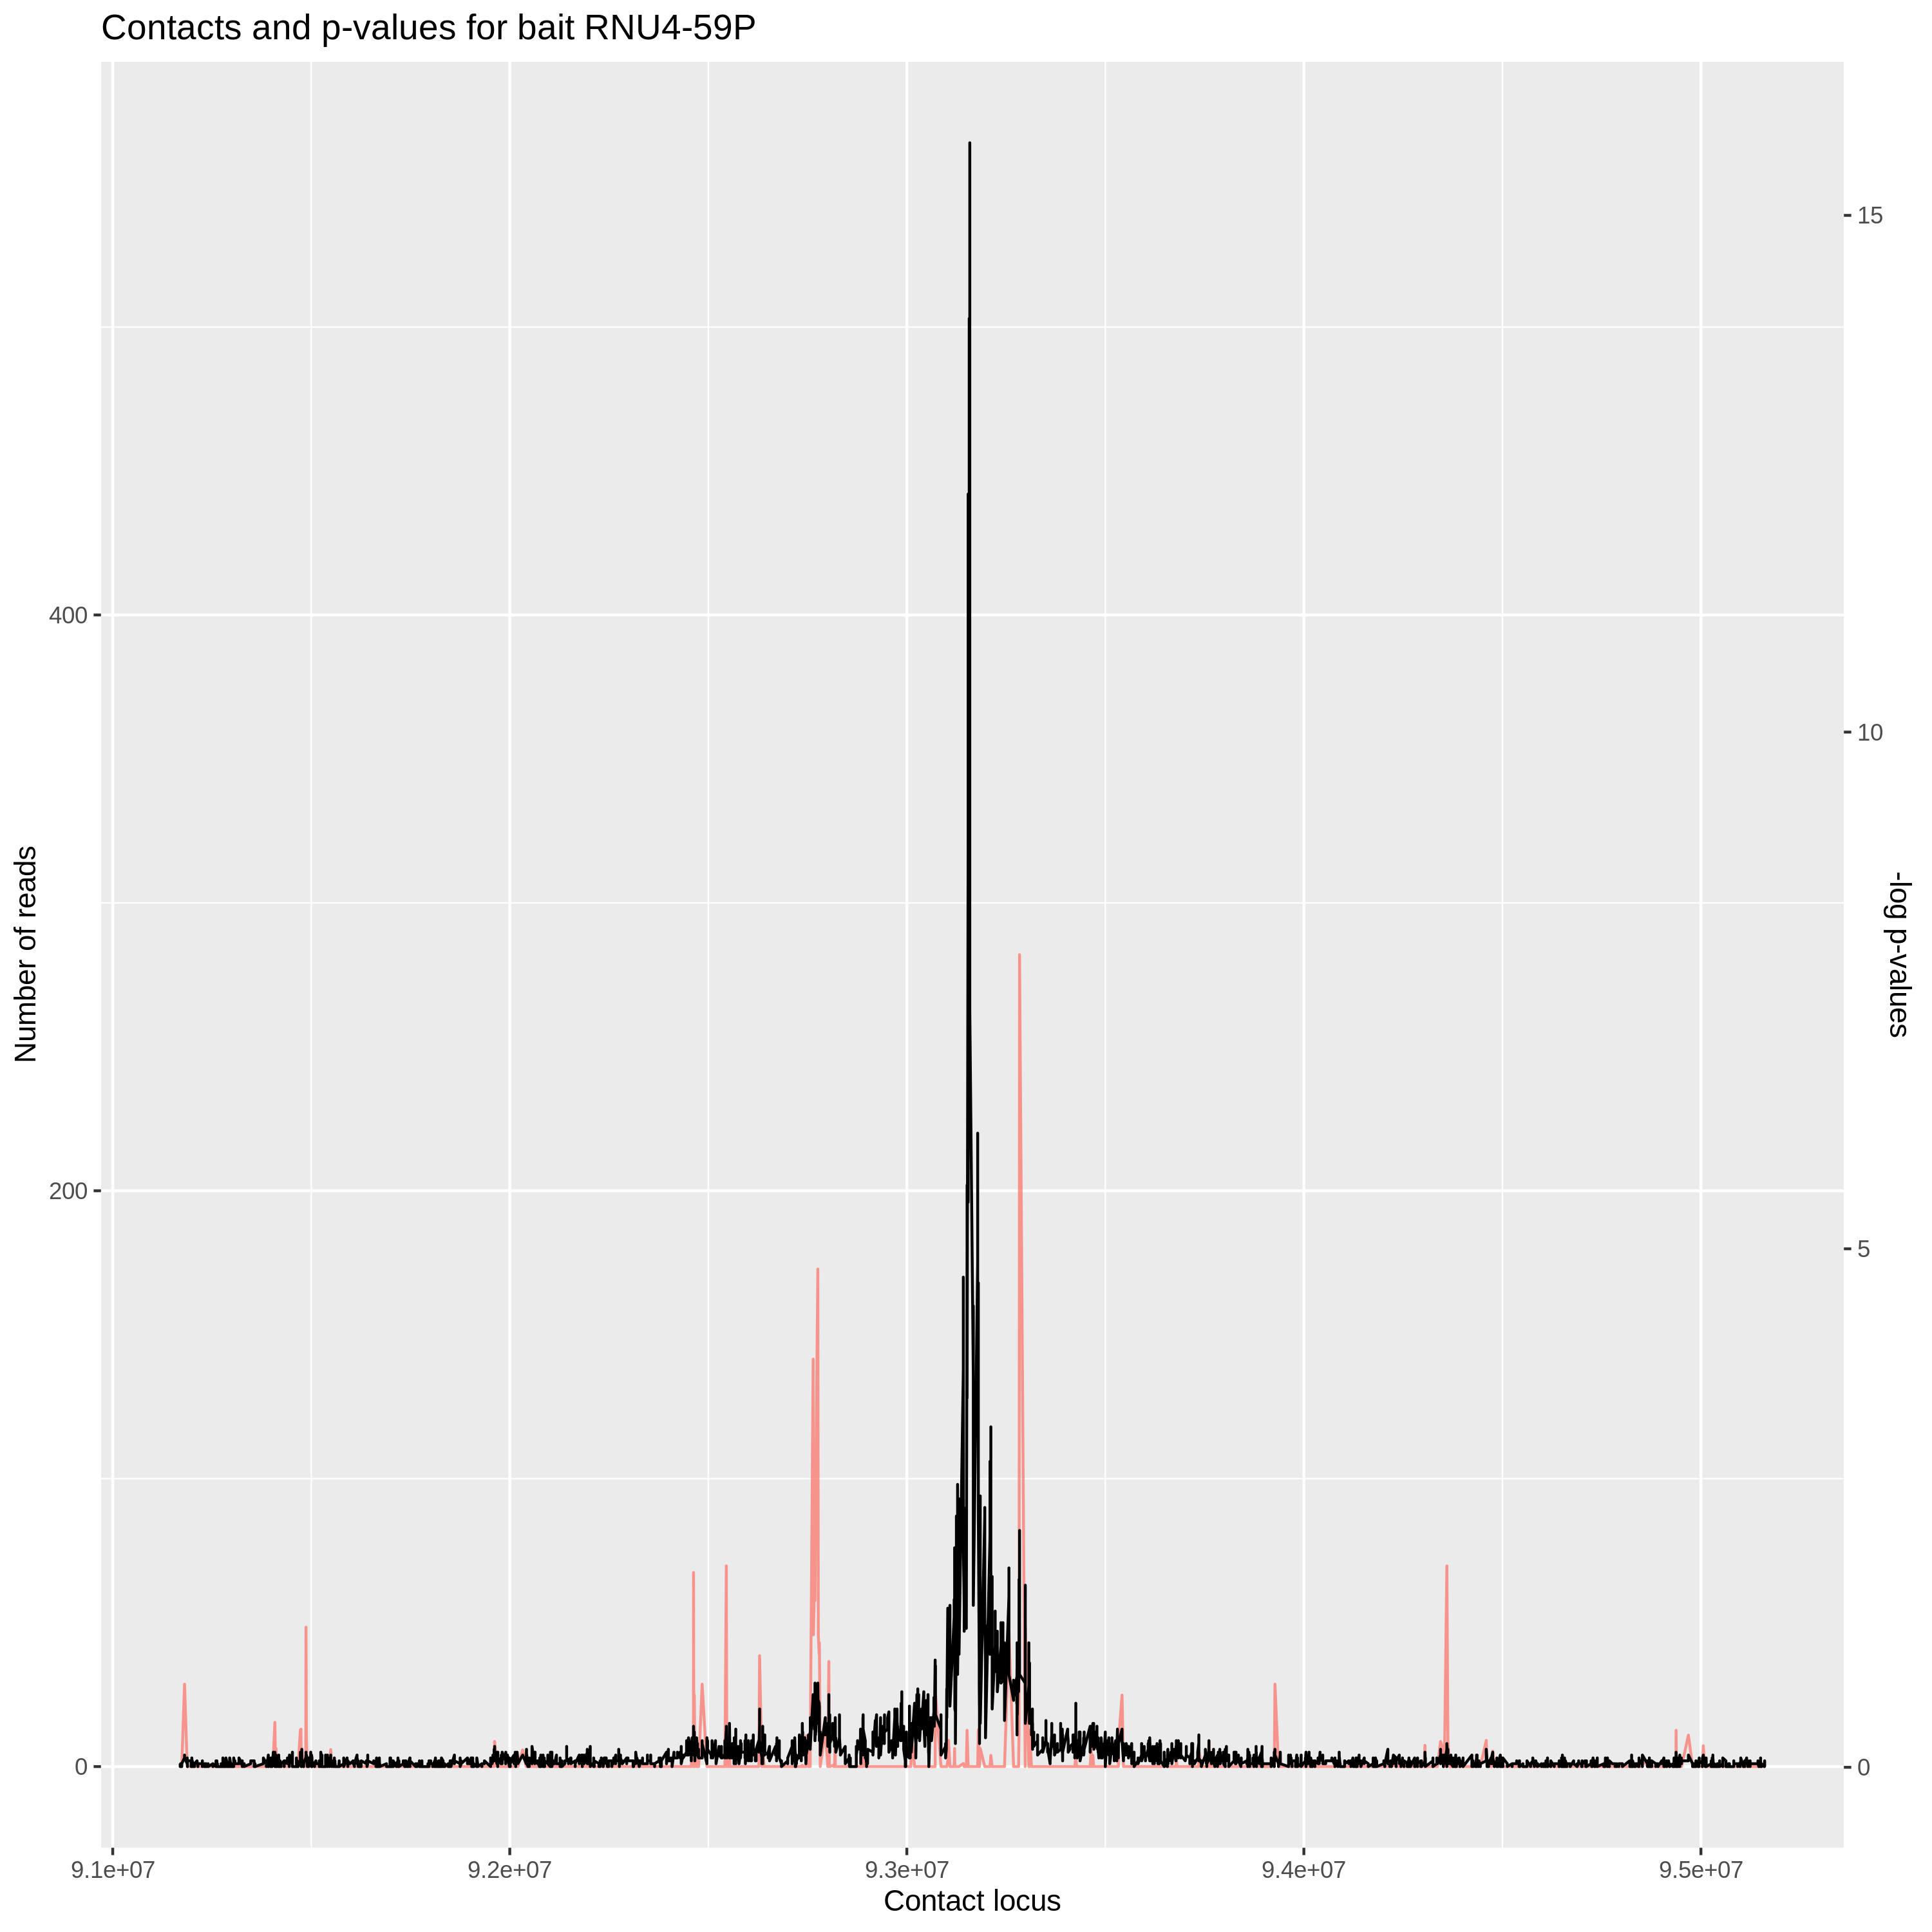 Contacts and p-values for bait RNU4-59P
15
400
10
Number of reads
-log p-values
200
5
0
0
9.1e+07
9.2e+07
9.3e+07
9.4e+07
9.5e+07
Contact locus